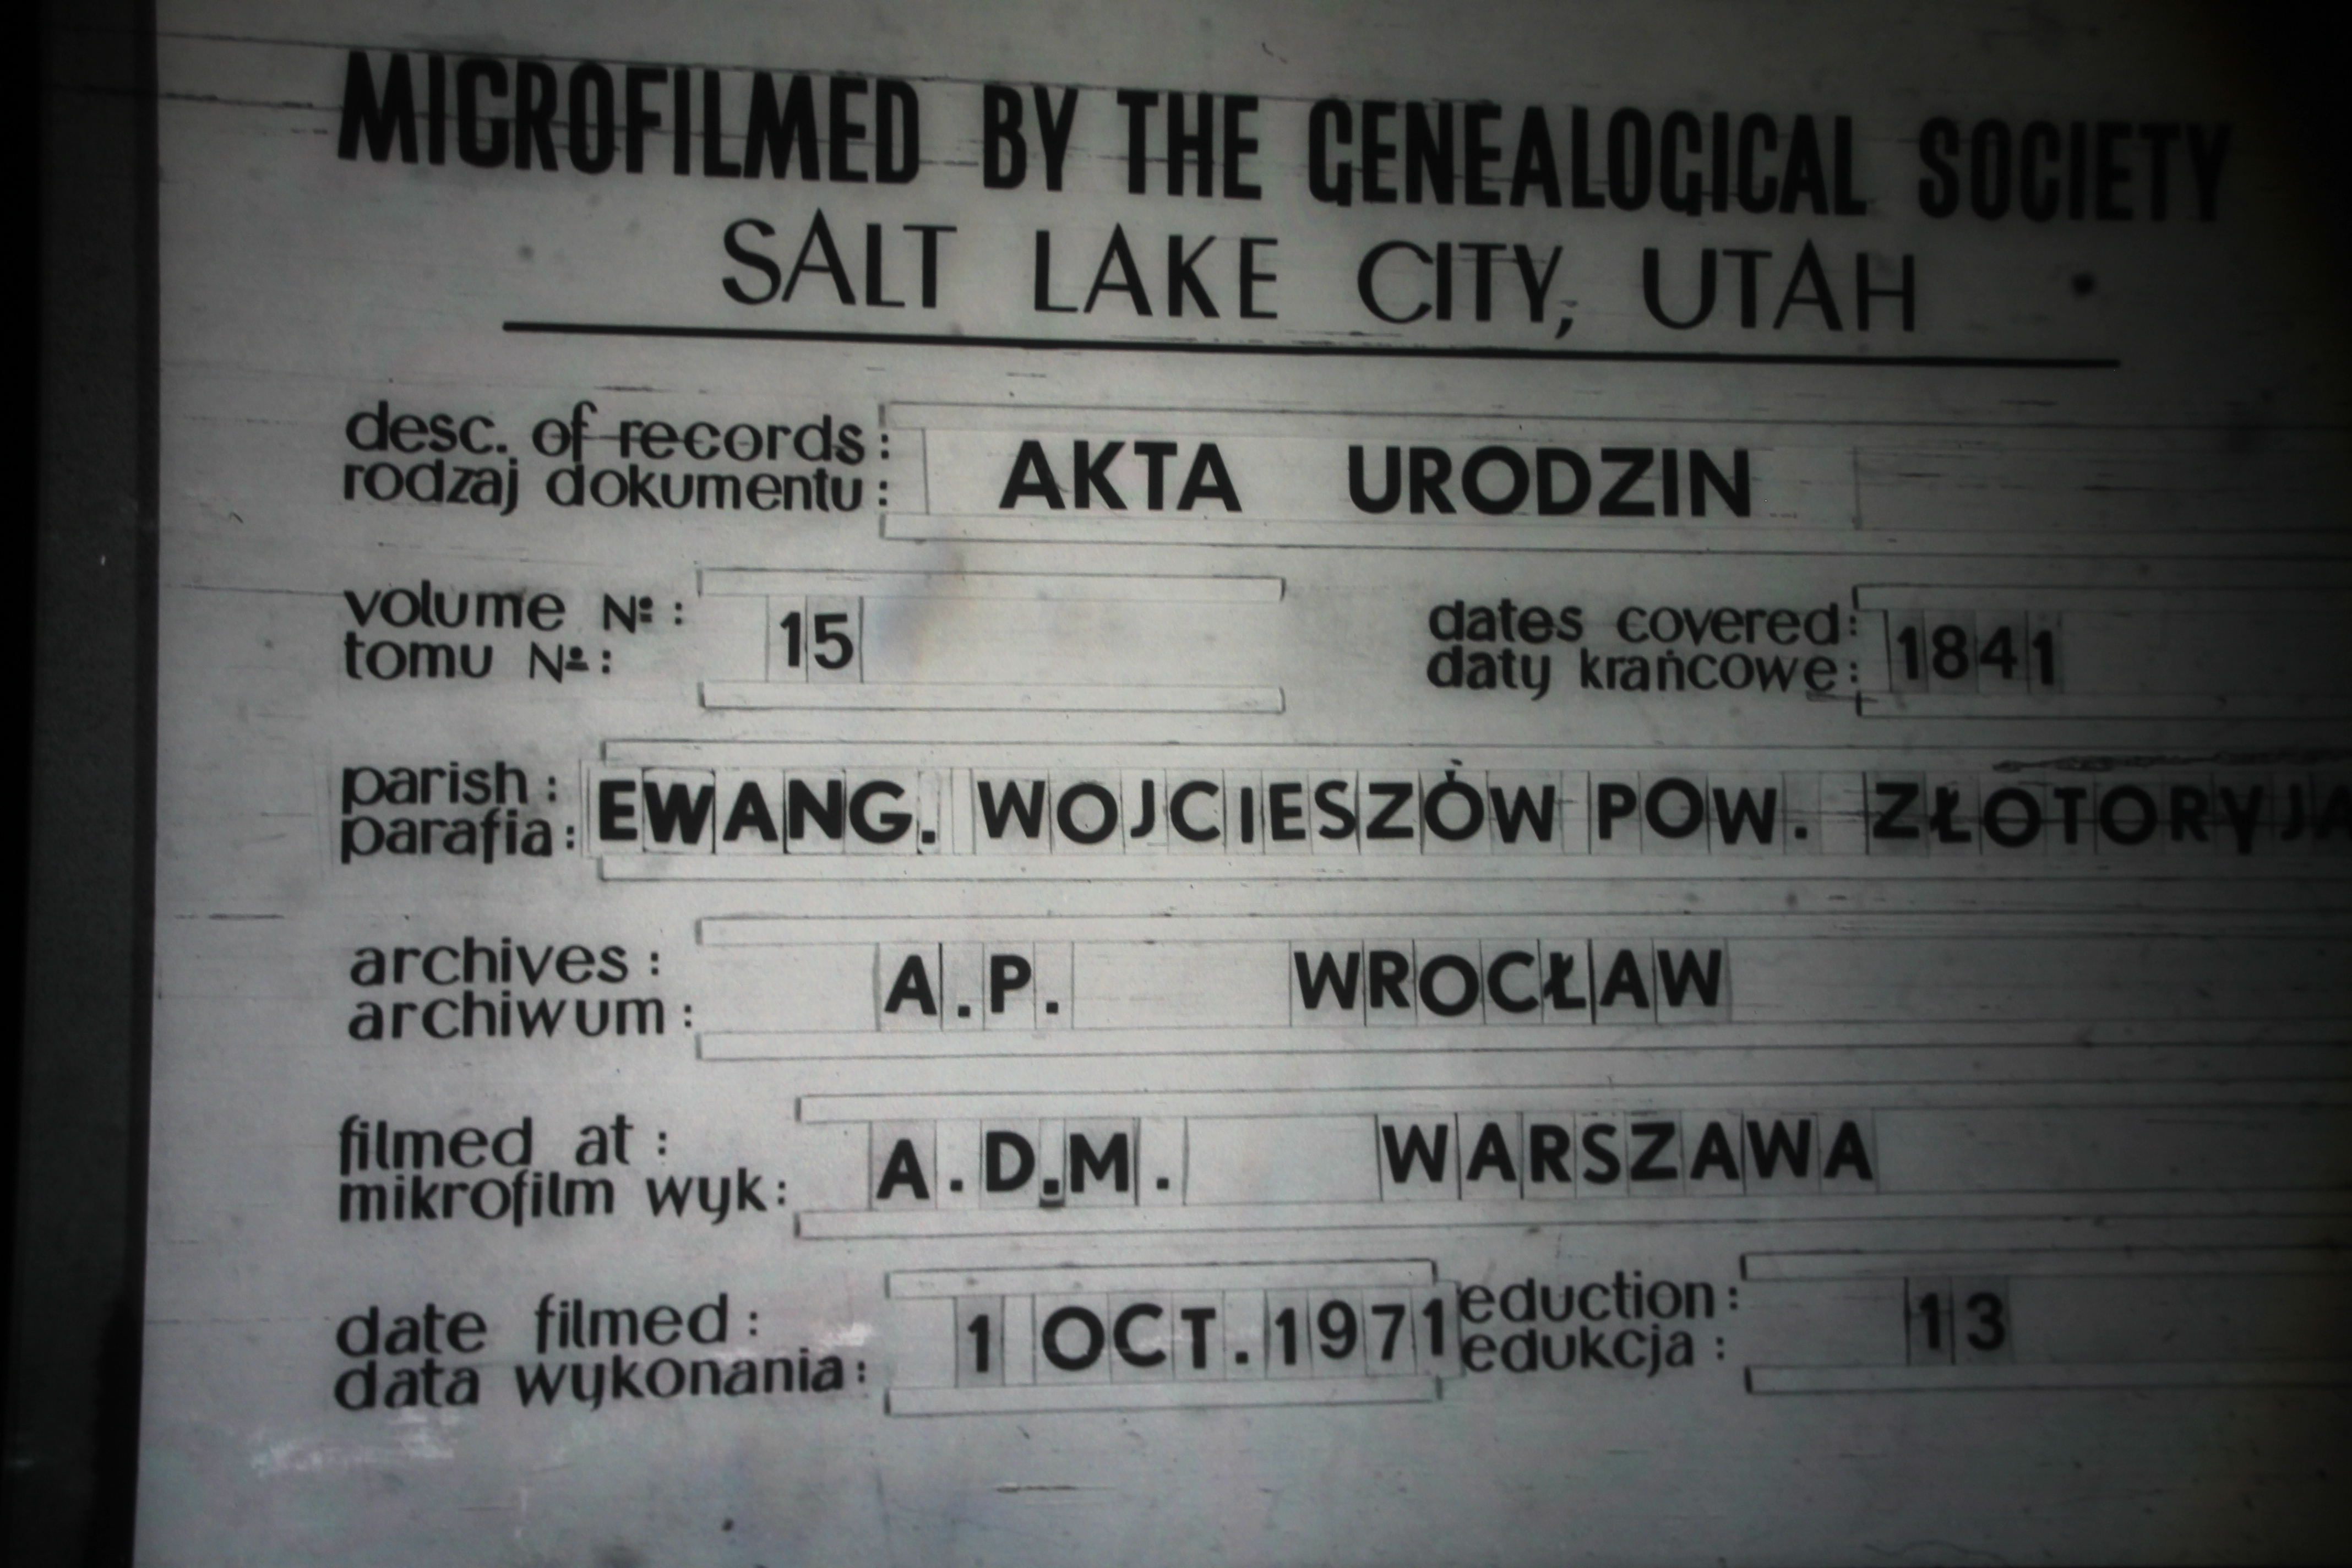 MICROFILMED BY THE GENEALOGICAL SOCIETY
SALT LAKE CITY, UTAH
desc. of records:
rodzaj dokumentu:
AKTA URODZIN
volume No:
tomu No:
15
dates covered:
daty krańcowe:
1841
parish:
parafia:
EWANG. WOJCIESZÓW POW. ZŁOTORYJA
archives:
archiwum:
A.P. WROCŁAW
filmed at:
mikrofilm wyk:
A.D.M. WARSZAWA
date filmed:
data wykonania:
1 OCT. 1971
eduction:
edukcja:
13